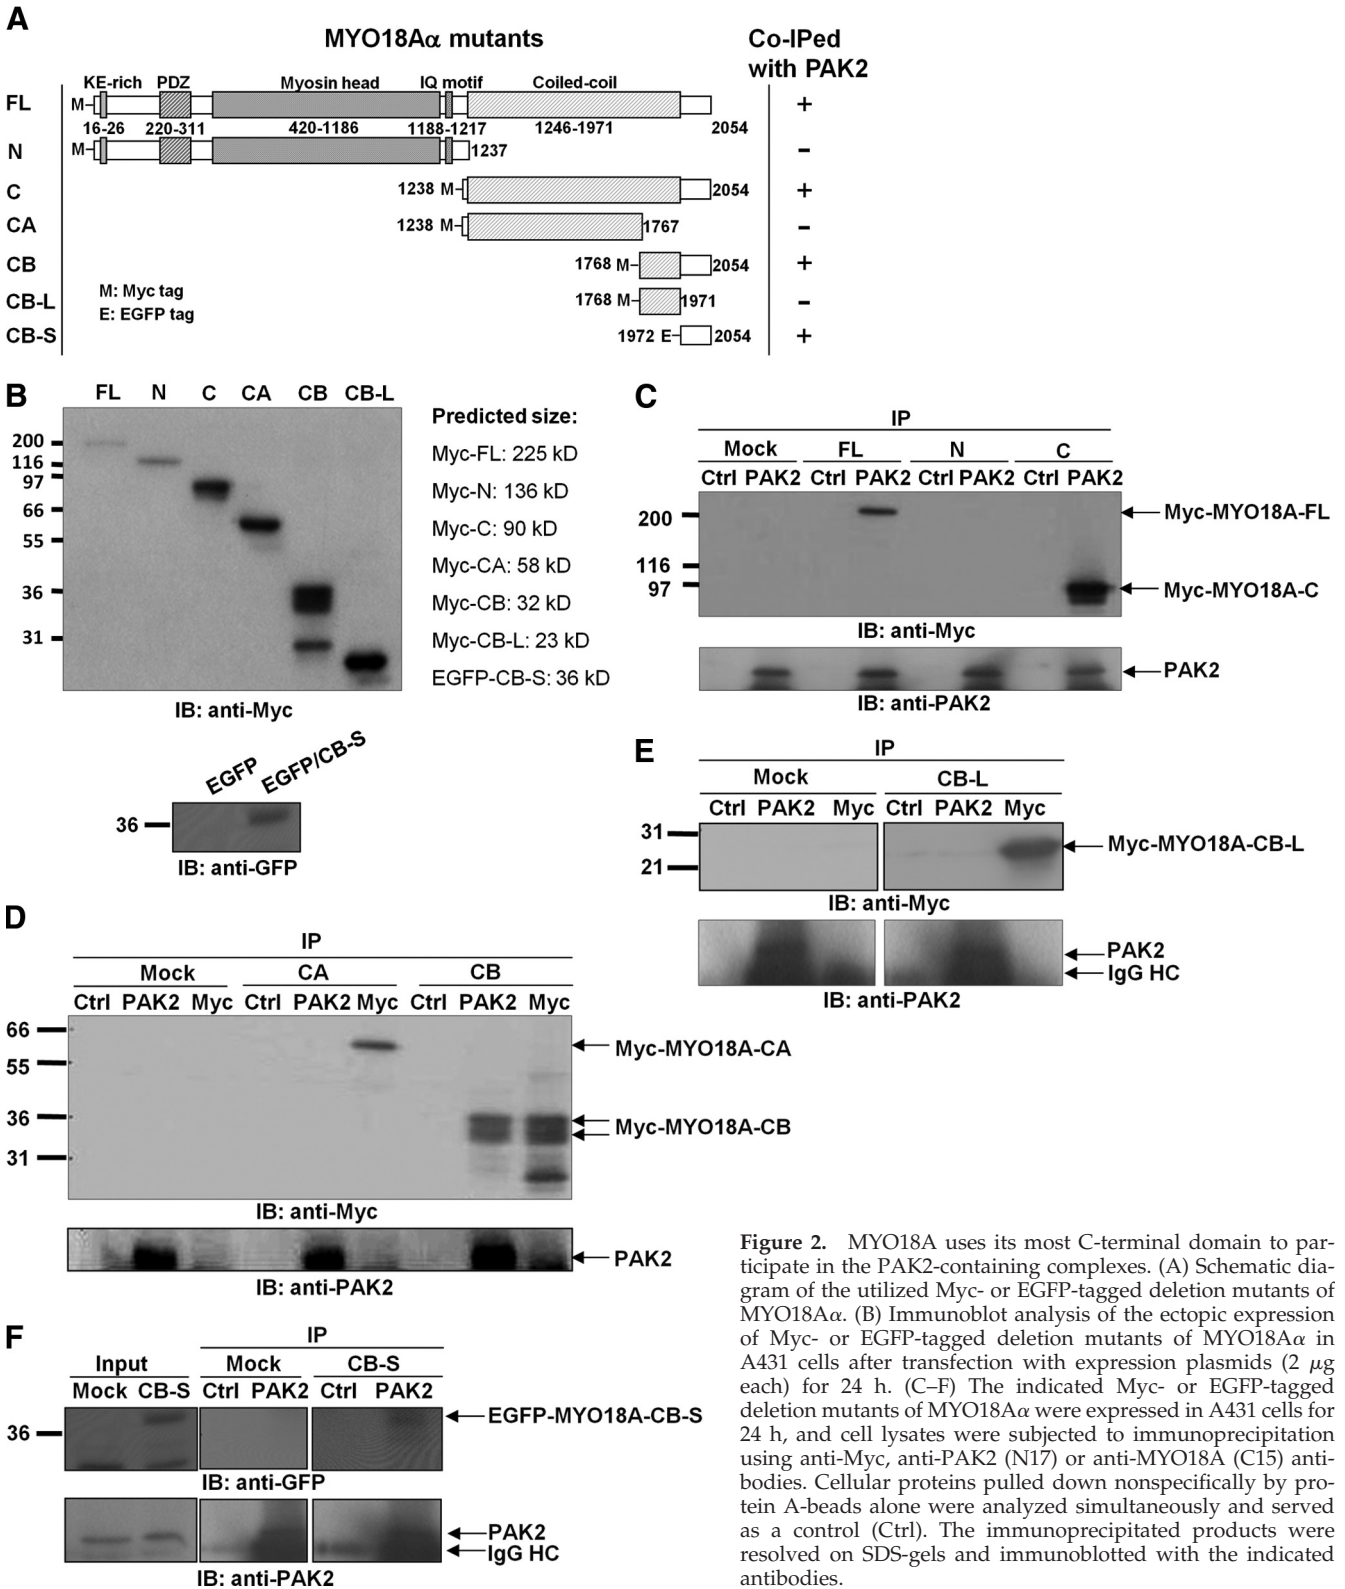 A
MYO18Aα mutants
Co-IPed
with PAK2
KE-rich PDZ Myosin head IQ motif Coiled-coil
FL M +
16-26 220-311 420-1186 1188-1217 1246-1971 2054
N M 1237 −
C 1238 M 2054 +
CA 1238 M 1767 −
CB 1768 M 2054 +
CB-L 1768 M 1971 −
CB-S 1972 E 2054 +
M: Myc tag
E: EGFP tag
B
FL N C CA CB CB-L
200
116
97
66
55
36
31
IB: anti-Myc
Predicted size:
Myc-FL: 225 kD
Myc-N: 136 kD
Myc-C: 90 kD
Myc-CA: 58 kD
Myc-CB: 32 kD
Myc-CB-L: 23 kD
EGFP-CB-S: 36 kD
EGFP EGFP/CB-S
36
IB: anti-GFP
C
IP
Mock FL N C
Ctrl PAK2 Ctrl PAK2 Ctrl PAK2 Ctrl PAK2
200
116
97
Myc-MYO18A-FL
Myc-MYO18A-C
IB: anti-Myc
PAK2
IB: anti-PAK2
D
IP
Mock CA CB
Ctrl PAK2 Myc Ctrl PAK2 Myc Ctrl PAK2 Myc
66
55
36
31
Myc-MYO18A-CA
Myc-MYO18A-CB
IB: anti-Myc
PAK2
IB: anti-PAK2
E
IP
Mock CB-L
Ctrl PAK2 Myc Ctrl PAK2 Myc
31
21
Myc-MYO18A-CB-L
IB: anti-Myc
PAK2
IgG HC
IB: anti-PAK2
F
IP
Input Mock CB-S
Mock CB-S Ctrl PAK2 Ctrl PAK2
36
EGFP-MYO18A-CB-S
IB: anti-GFP
PAK2
IgG HC
IB: anti-PAK2
Figure 2. MYO18A uses its most C-terminal domain to par-
ticipate in the PAK2-containing complexes. (A) Schematic dia-
gram of the utilized Myc- or EGFP-tagged deletion mutants of
MYO18Aα. (B) Immunoblot analysis of the ectopic expression
of Myc- or EGFP-tagged deletion mutants of MYO18Aα in
A431 cells after transfection with expression plasmids (2 μg
each) for 24 h. (C–F) The indicated Myc- or EGFP-tagged
deletion mutants of MYO18Aα were expressed in A431 cells for
24 h, and cell lysates were subjected to immunoprecipitation
using anti-Myc, anti-PAK2 (N17) or anti-MYO18A (C15) anti-
bodies. Cellular proteins pulled down nonspecifically by pro-
tein A-beads alone were analyzed simultaneously and served
as a control (Ctrl). The immunoprecipitated products were
resolved on SDS-gels and immunoblotted with the indicated
antibodies.